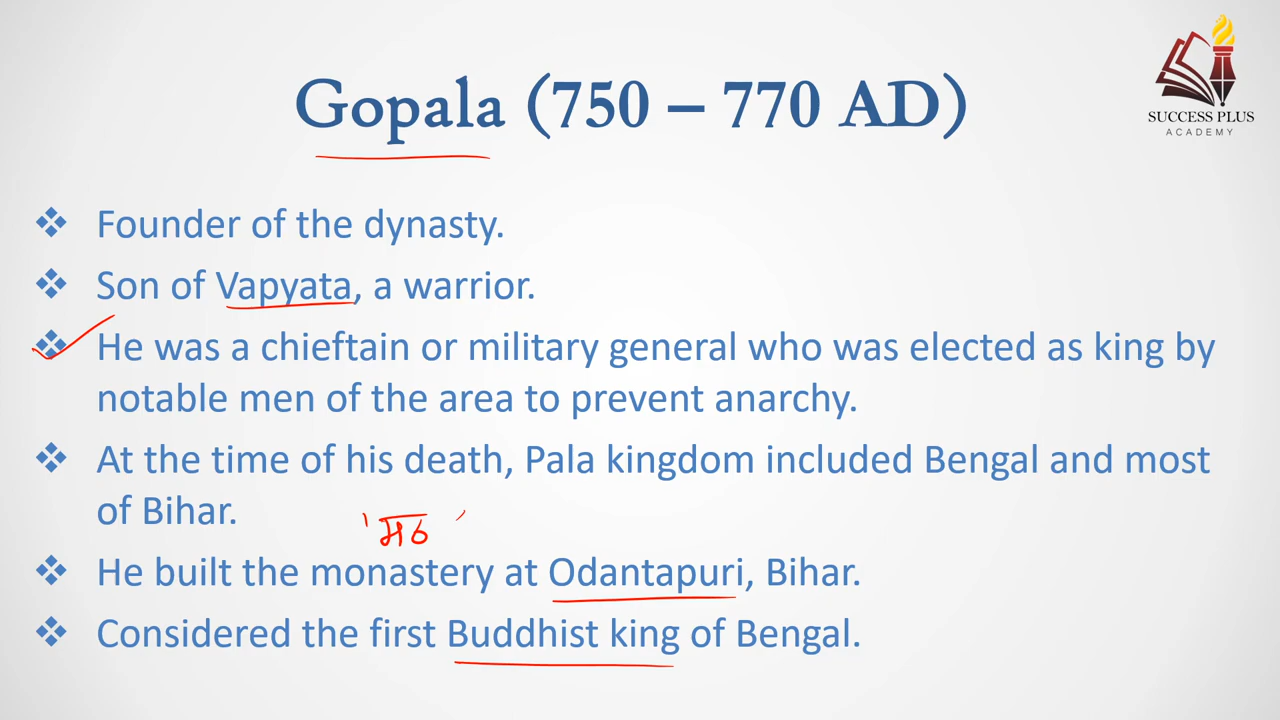 SUCCESS PLUS
ACADEMY
Gopala (750 – 770 AD)
❖ Founder of the dynasty.
❖ Son of Vapyata, a warrior.
❖ He was a chieftain or military general who was elected as king by
notable men of the area to prevent anarchy.
❖ At the time of his death, Pala kingdom included Bengal and most
of Bihar.
'मठ'
❖ He built the monastery at Odantapuri, Bihar.
❖ Considered the first Buddhist king of Bengal.